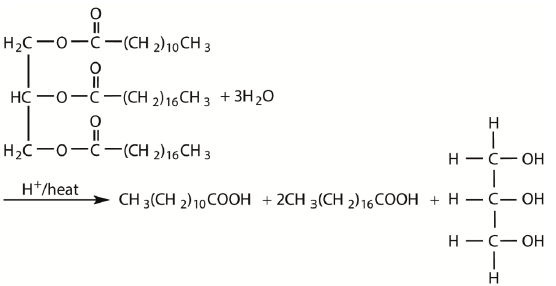 O
H₂C—O—C—(CH₂)₁₀CH₃
O
HC—O—C—(CH₂)₁₆CH₃ + 3H₂O
O
H₂C—O—C—(CH₂)₁₆CH₃
H⁺/heat
CH₃(CH₂)₁₀COOH + 2CH₃(CH₂)₁₆COOH +
H
H—C—OH
H—C—OH
H—C—OH
H